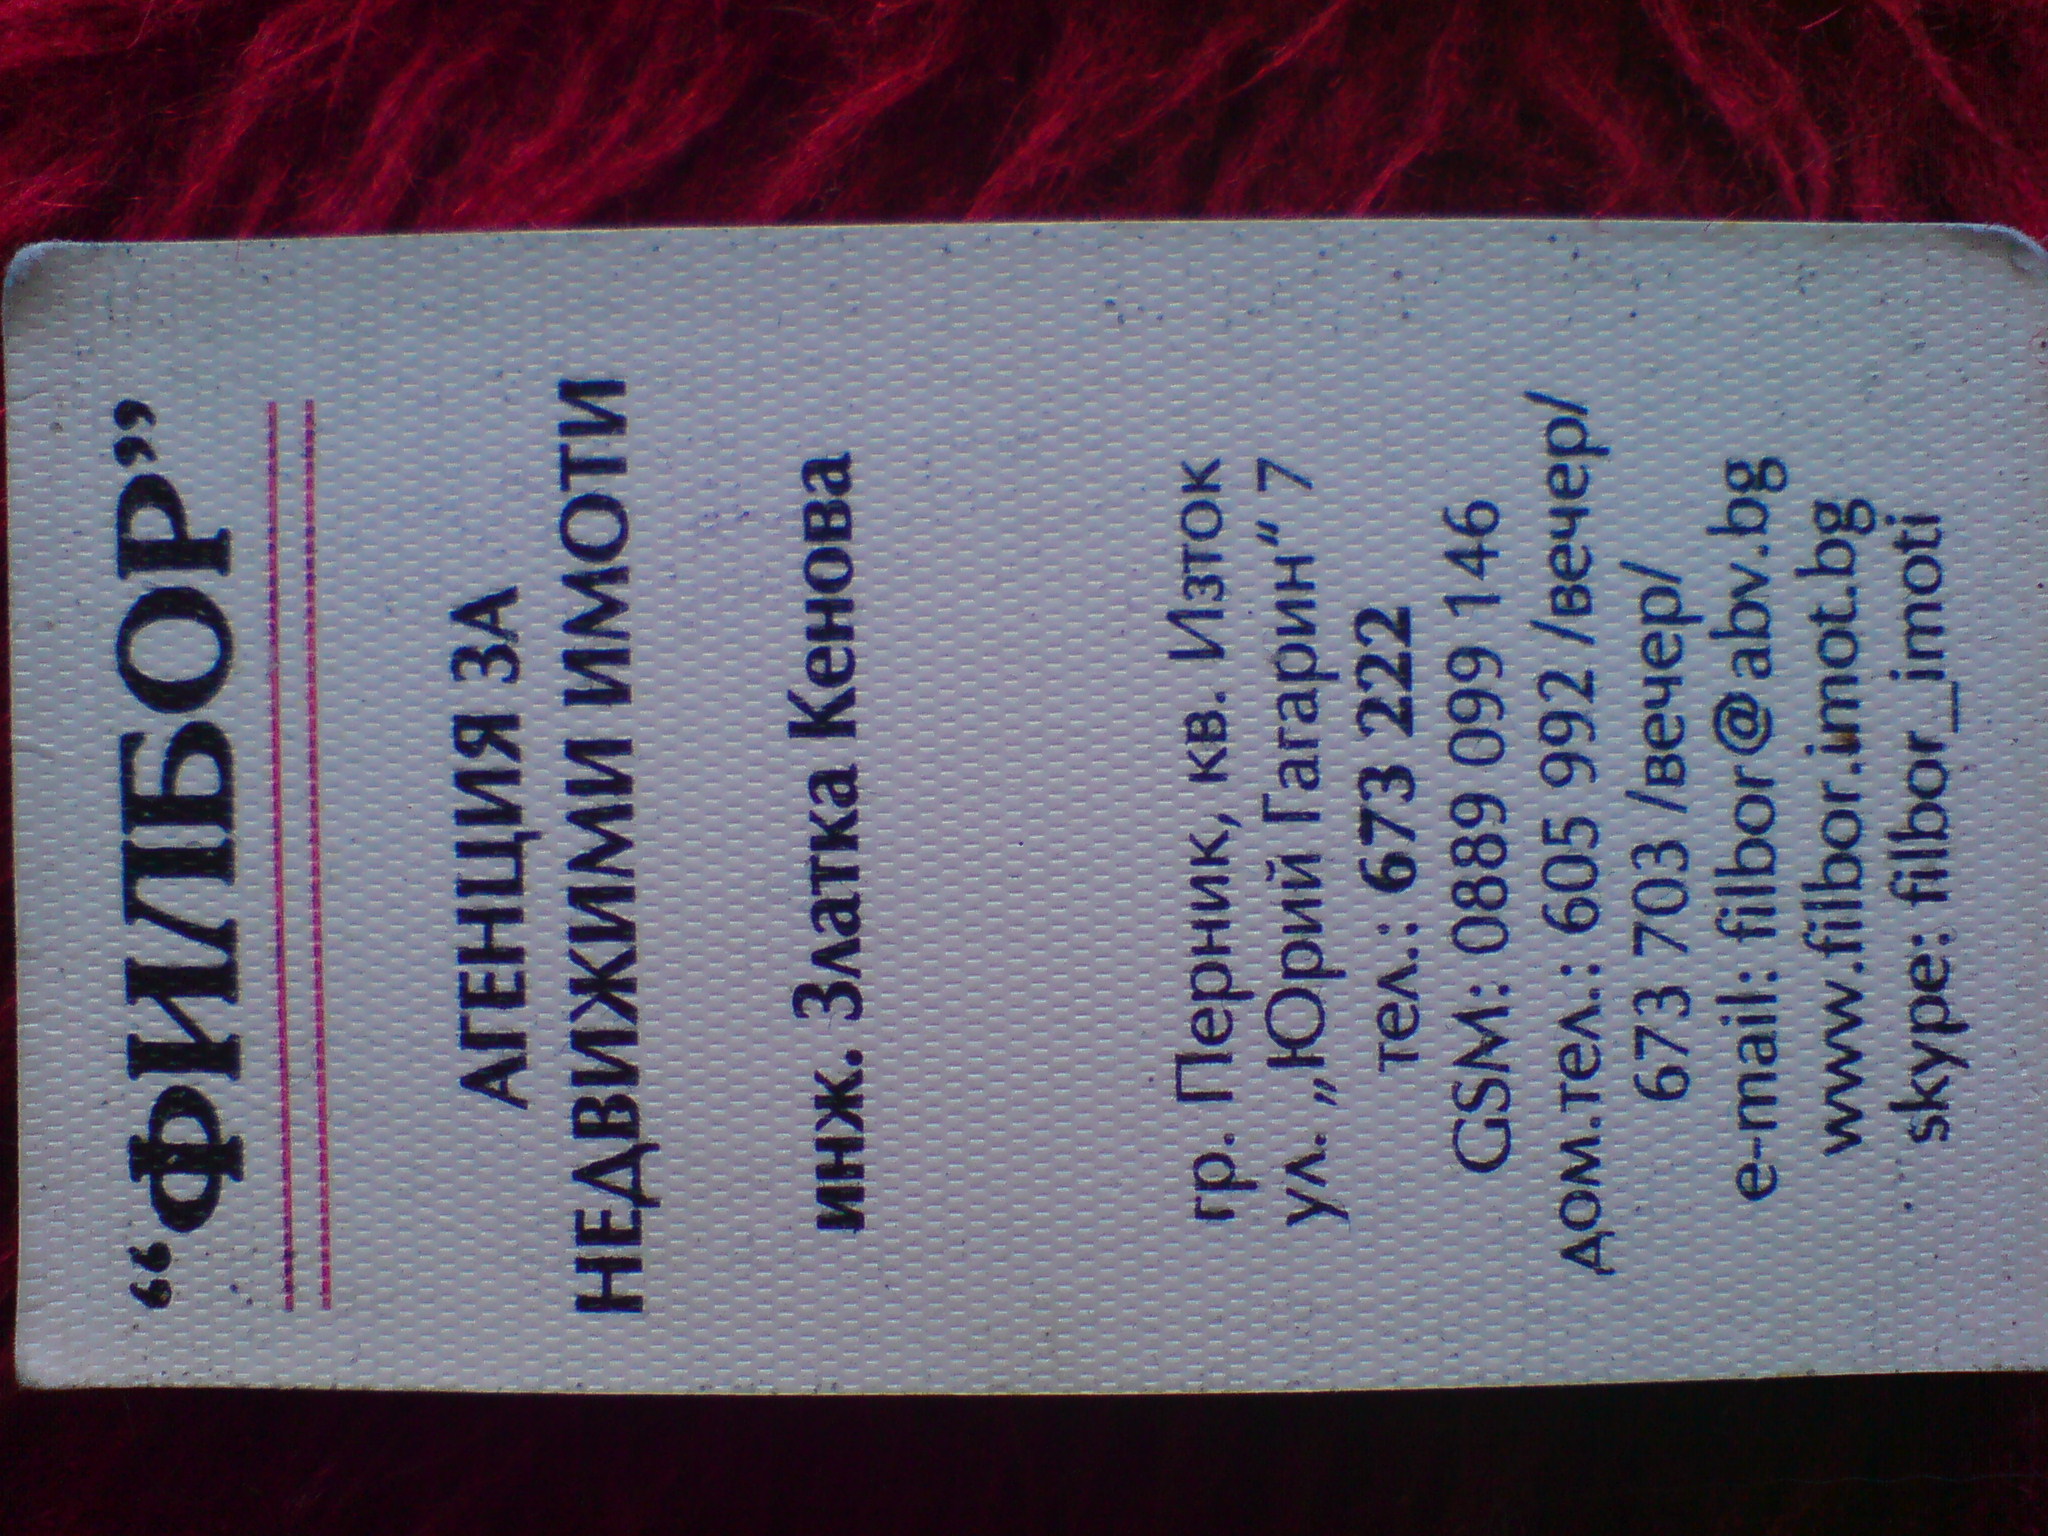 “ФИЛБОР”
АГЕНЦИЯ ЗА
НЕДВИЖИМИ ИМОТИ
инж. Златка Кенова
гр. Перник, кв. Изток
ул. „Юрий Гагарин“ 7
тел.: 673 222
GSM: 0889 099 146
дом.тел.: 605 992 /вечер/
673 703 /вечер/
e-mail: filbor@abv.bg
www.filbor.imot.bg
skype: filbor_imoti